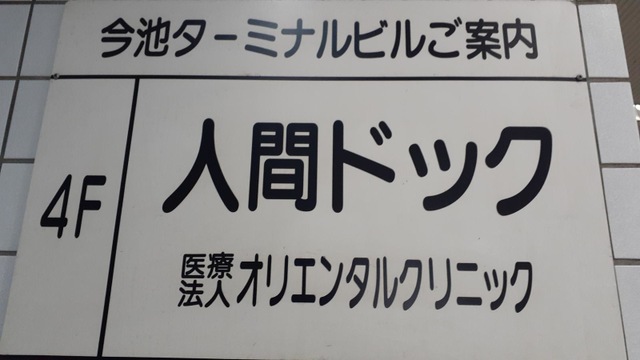 今池ターミナルビルご案内
4F
人間ドック
医療法人オリエンタルクリニック